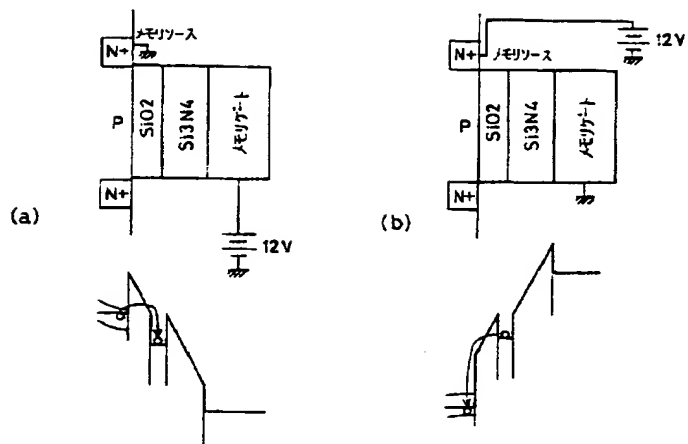 メモリソース
N+
P
SiO2
Si3N4
メモリゲート
N+
(a)
12V
12V
N+
メモリソース
P
SiO2
Si3N4
メモリゲート
N+
(b)